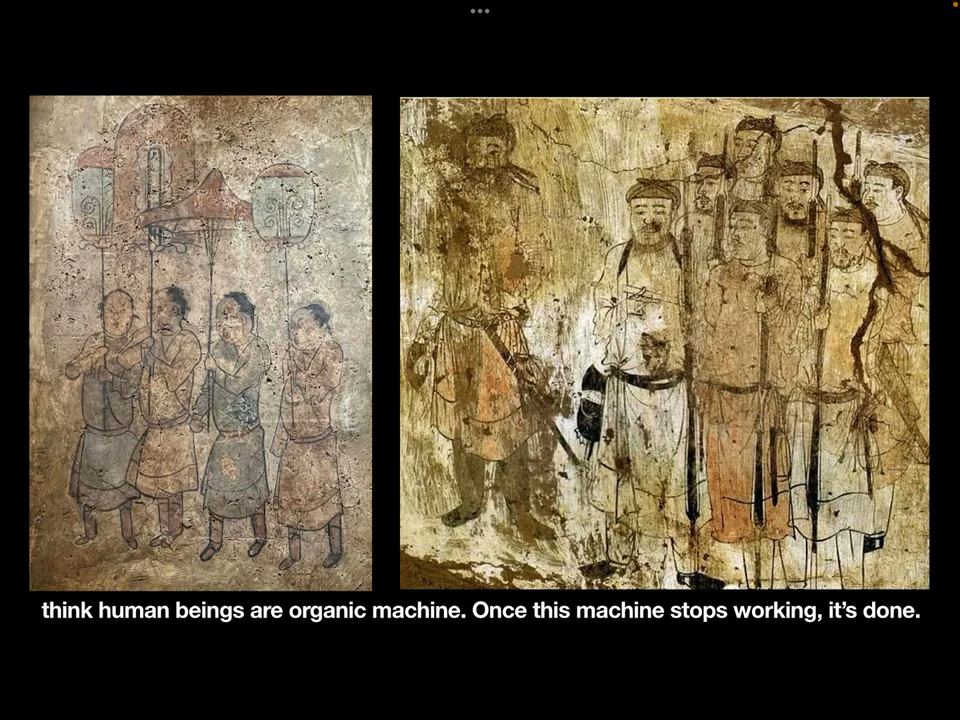 think human beings are organic machine. Once this machine stops working, it’s done.